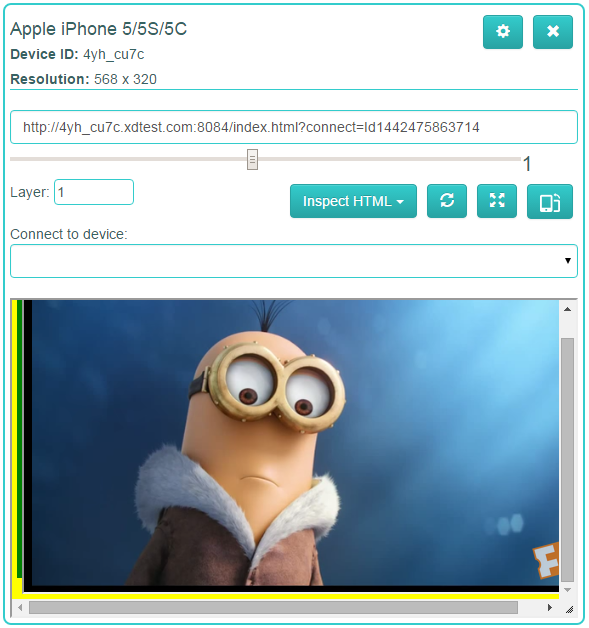 Apple iPhone 5/5S/5C
Device ID: 4yh_cu7c
Resolution: 568 x 320
http://4yh_cu7c.xdtest.com:8084/index.html?connect=Id1442475863714
1
Layer: 1
Inspect HTML
Connect to device:
F